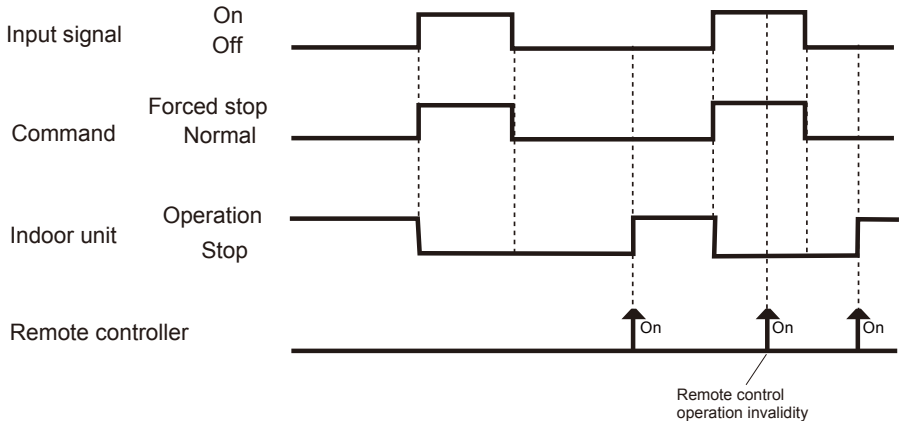 Input signal
On
Off
Command
Forced stop
Normal
Indoor unit
Operation
Stop
Remote controller
On
On
On
Remote control
operation invalidity